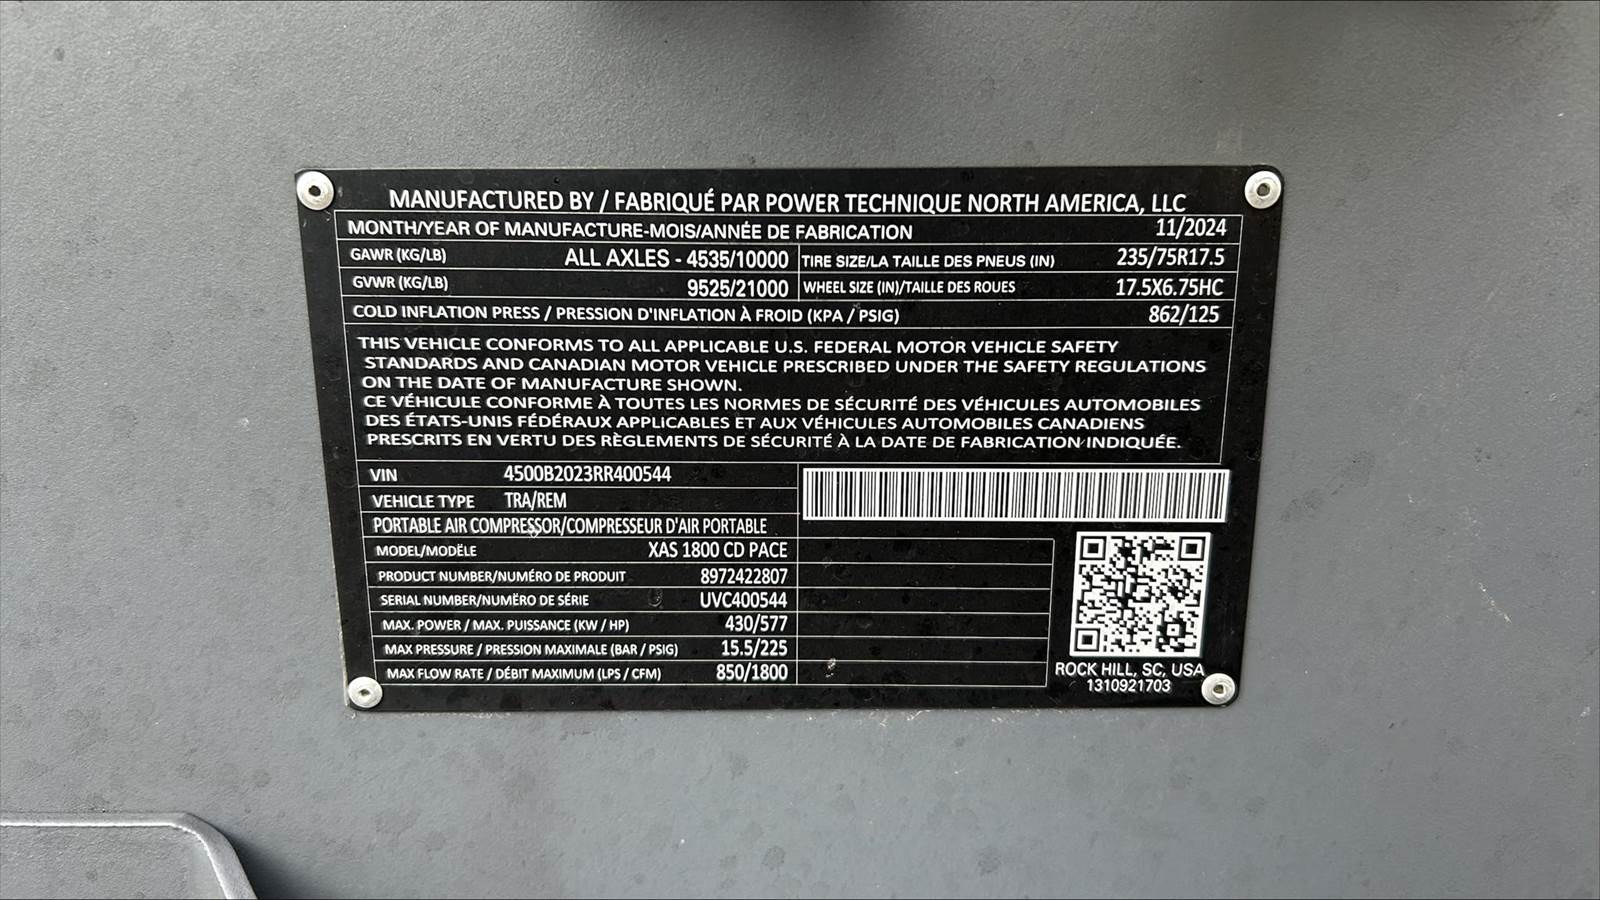 MANUFACTURED BY / FABRIQUÉ PAR POWER TECHNIQUE NORTH AMERICA, LLC
MONTH/YEAR OF MANUFACTURE-MOIS/ANNÉE DE FABRICATION 11/2024
GAWR (KG/LB) ALL AXLES - 4535/10000 TIRE SIZE/LA TAILLE DES PNEUS (IN) 235/75R17.5
GVWR (KG/LB) 9525/21000 WHEEL SIZE (IN)/TAILLE DES ROUES 17.5X6.75HC
COLD INFLATION PRESS / PRESSION D'INFLATION À FROID (KPA / PSIG) 862/125
THIS VEHICLE CONFORMS TO ALL APPLICABLE U.S. FEDERAL MOTOR VEHICLE SAFETY
STANDARDS AND CANADIAN MOTOR VEHICLE PRESCRIBED UNDER THE SAFETY REGULATIONS
ON THE DATE OF MANUFACTURE SHOWN.
CE VÉHICULE CONFORME À TOUTES LES NORMES DE SÉCURITÉ DES VÉHICULES AUTOMOBILES
DES ÉTATS-UNIS FÉDÉRAUX APPLICABLES ET AUX VÉHICULES AUTOMOBILES CANADIENS
PRESCRITS EN VERTU DES RÈGLEMENTS DE SÉCURITÉ À LA DATE DE FABRICATION INDIQUÉE.
VIN 4500B2023RR400544
VEHICLE TYPE TRA/REM
PORTABLE AIR COMPRESSOR/COMPRESSEUR D'AIR PORTABLE
MODEL/MODËLE XAS 1800 CD PACE
PRODUCT NUMBER/NUMÉRO DE PRODUIT 8972422807
SERIAL NUMBER/NUMËRO DE SÉRIE UVC400544
MAX. POWER / MAX. PUISSANCE (KW / HP) 430/577
MAX PRESSURE / PRESSION MAXIMALE (BAR / PSIG) 15.5/225
MAX FLOW RATE / DÉBIT MAXIMUM (LPS / CFM) 850/1800
ROCK HILL, SC, USA
1310921703